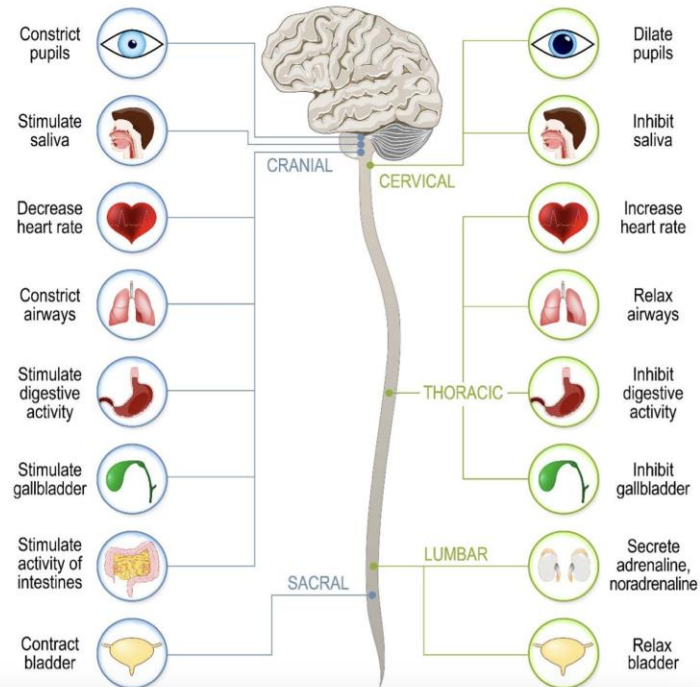 Constrict
pupils
Stimulate
saliva
Decrease
heart rate
Constrict
airways
Stimulate
digestive
activity
Stimulate
gallbladder
Stimulate
activity of
intestines
Contract
bladder
CRANIAL
CERVICAL
THORACIC
LUMBAR
SACRAL
Dilate
pupils
Inhibit
saliva
Increase
heart rate
Relax
airways
Inhibit
digestive
activity
Inhibit
gallbladder
Secrete
adrenaline,
noradrenaline
Relax
bladder